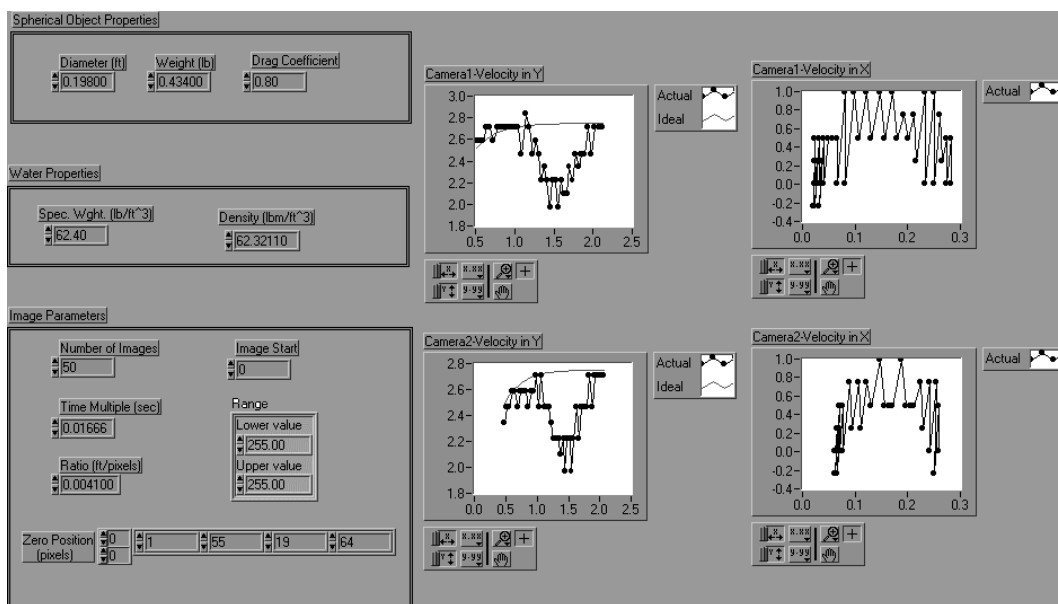 Spherical Object Properties
Diameter (ft) Weight (lb) Drag Coefficient
0.19800 0.43400 0.80
Water Properties
Spec. Wght. (lb/ft^3) Density (lbm/ft^3)
62.40 62.32110
Image Parameters
Number of Images Image Start
50 0
Time Multiple (sec) Range
0.01666 Lower value
255.00
Ratio (ft/pixels) Upper value
0.004100 255.00
Zero Position 0 1 55 19 64
(pixels) 0
Camera1-Velocity in Y
Actual
Ideal
3.0
2.8
2.6
2.4
2.2
2.0
1.8
0.5 1.0 1.5 2.0 2.5
X X.XX
Y Y.YY
Camera1-Velocity in X
Actual
1.0
0.8
0.6
0.4
0.2
0.0
-0.2
-0.4
0.0 0.1 0.2 0.3
X X.XX
Y Y.YY
Camera2-Velocity in Y
Actual
Ideal
2.8
2.6
2.4
2.2
2.0
1.8
0.0 0.5 1.0 1.5 2.0 2.5
X X.XX
Y Y.YY
Camera2-Velocity in X
Actual
1.0
0.8
0.6
0.4
0.2
0.0
-0.2
-0.4
0.0 0.1 0.2 0.3
X X.XX
Y Y.YY